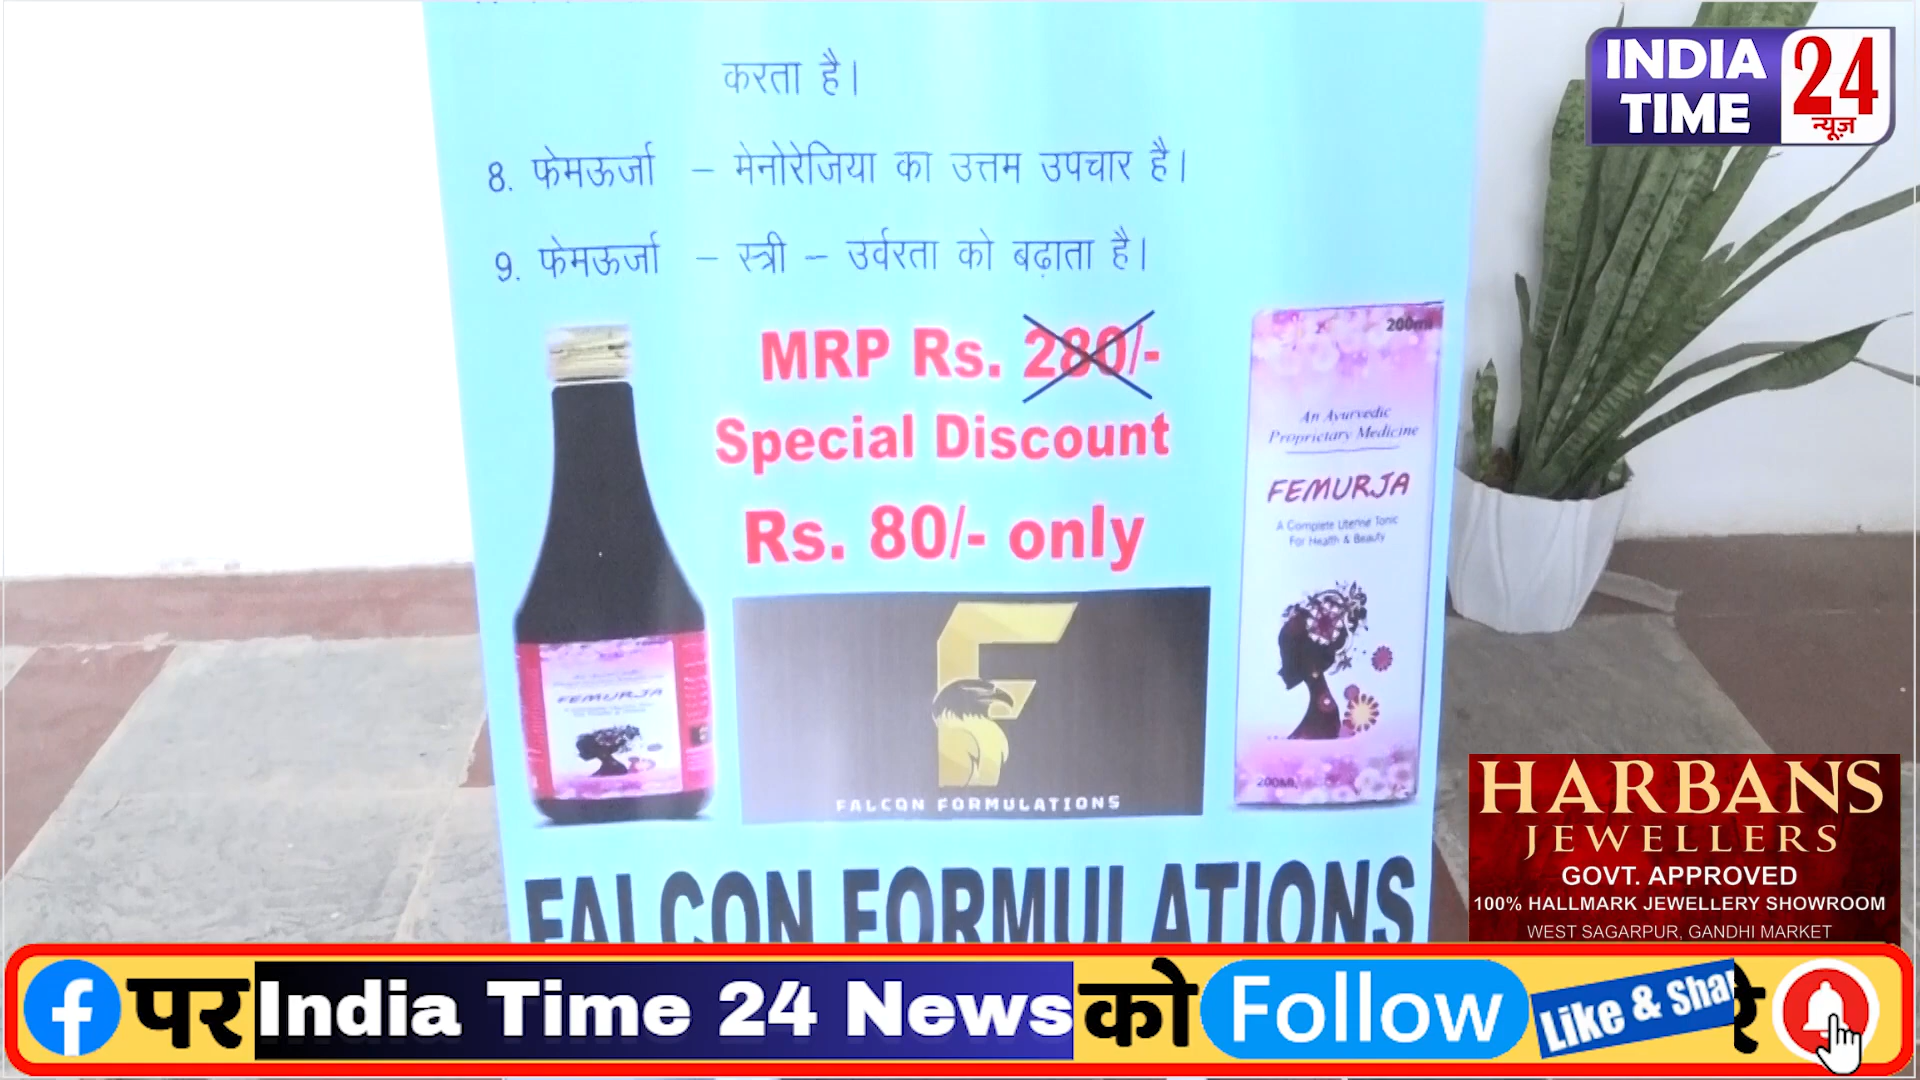 करता है।
8. फेमऊर्जा – मेनोरेजिया का उत्तम उपचार है।
9. फेमऊर्जा – स्त्री – उर्वरता को बढ़ाता है।
MRP Rs. 280/-
Special Discount
Rs. 80/- only
FALCON FORMULATIONS
FALCON FORMULATIONS
FEMURJA
200ml
An Ayurvedic
Proprietary Medicine
FEMURJA
A Complete Uterine Tonic
For Health & Beauty
200ML
INDIA
TIME
24
न्यूज़
HARBANS
JEWELLERS
GOVT. APPROVED
100% HALLMARK JEWELLERY SHOWROOM
WEST SAGARPUR, GANDHI MARKET
पर India Time 24 News को Follow Like & Shar रे